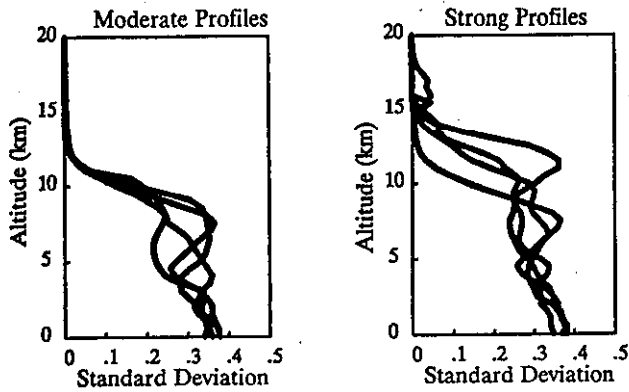 Moderate Profiles
20
15
10
5
0
Altitude (km)
0 .1 .2 .3 .4 .5
Standard Deviation
Strong Profiles
20
15
10
5
0
Altitude (km)
0 .1 .2 .3 .4 .5
Standard Deviation